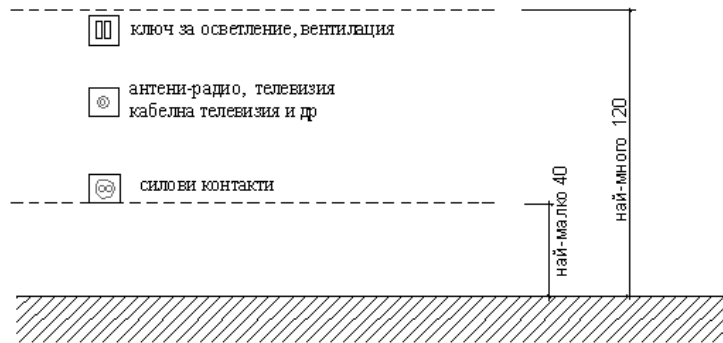 ключ за осветление, вентилация
антени-радио, телевизия
кабелна телевизия и др
силови контакти
най-малко 40
най-много 120